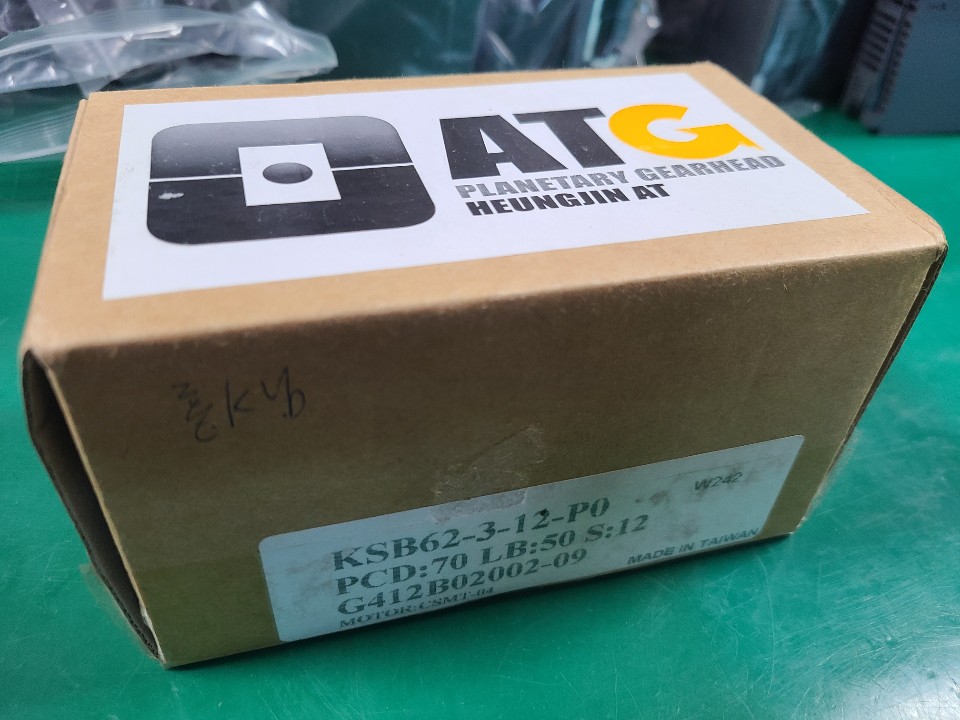 ATG
PLANETARY GEARHEAD
HEUNGJIN AT
W242
KSB62-3-12-P0
PCD:70 LB:50 S:12
G412B02002-09
MADE IN TAIWAN
MOTOR:CSMT-04